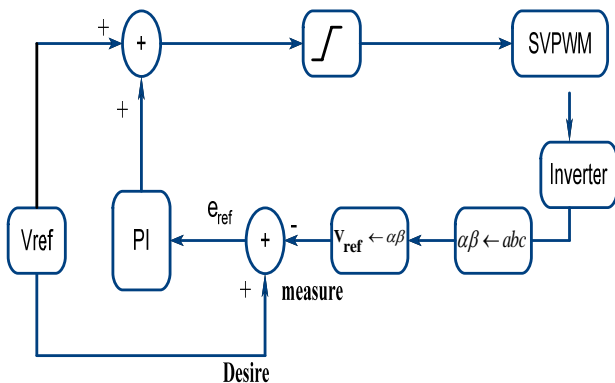 +
+
SVPWM
+
Inverter
e_ref
-
Vref
PI
+
V_ref ← αβ
αβ ← abc
+
measure
Desire